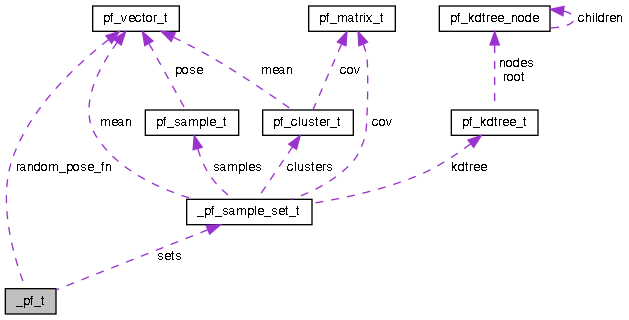 pf_vector_t
pf_matrix_t
pf_kdtree_node
children
pose
mean
cov
nodes
root
mean
pf_sample_t
pf_cluster_t
cov
pf_kdtree_t
random_pose_fn
samples
clusters
kdtree
_pf_sample_set_t
sets
_pf_t